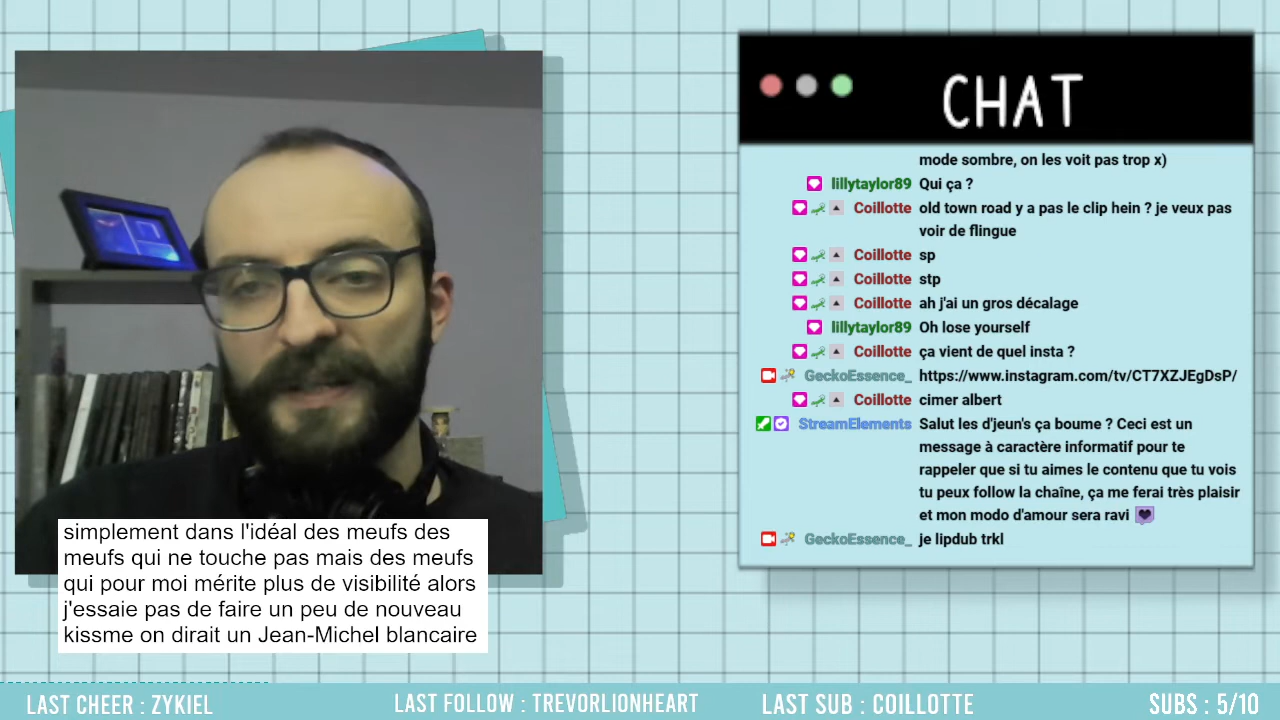 CHAT
mode sombre, on les voit pas trop x)
lillytaylor89 Qui ça ?
Coillotte old town road y a pas le clip hein ? je veux pas
voir de flingue
Coillotte sp
Coillotte stp
Coillotte ah j'ai un gros décalage
lillytaylor89 Oh lose yourself
Coillotte ça vient de quel insta ?
GeckoEssence_ https://www.instagram.com/tv/CT7XZJEgDsP/
Coillotte cimer albert
StreamElements Salut les d'jeun's ça boume ? Ceci est un
message à caractère informatif pour te
rappeler que si tu aimes le contenu que tu vois
tu peux follow la chaîne, ça me ferai très plaisir
et mon modo d'amour sera ravi
GeckoEssence_ je lipdub trkl
simplement dans l'idéal des meufs des
meufs qui ne touche pas mais des meufs
qui pour moi mérite plus de visibilité alors
j'essaie pas de faire un peu de nouveau
kissme on dirait un Jean-Michel blancaire
LAST CHEER : ZYKIEL
LAST FOLLOW : TREVORLIONHEART
LAST SUB : COILLOTTE
SUBS : 5/10